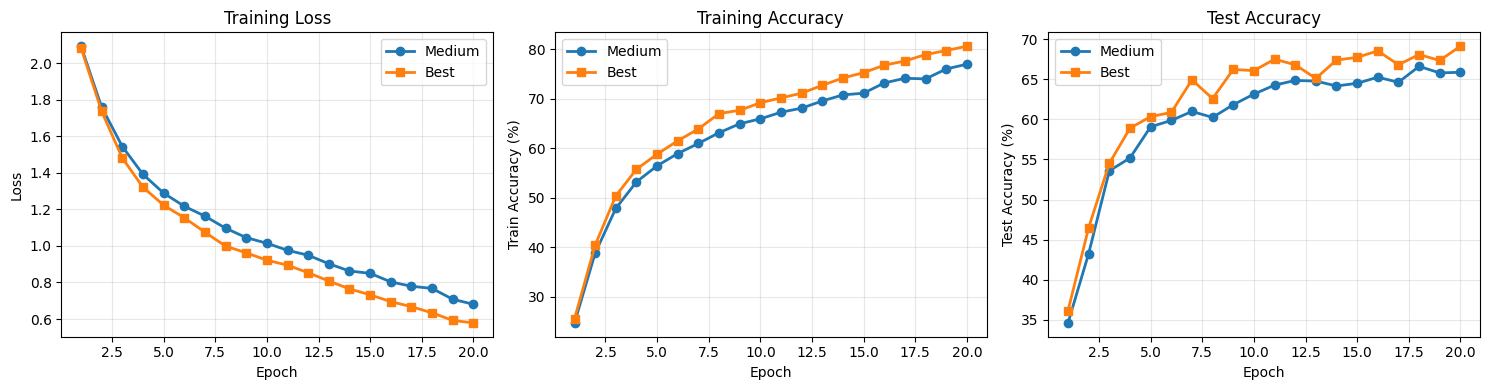 Training Loss
Medium
Best
Loss
2.0
1.8
1.6
1.4
1.2
1.0
0.8
0.6
2.5 5.0 7.5 10.0 12.5 15.0 17.5 20.0
Epoch
Training Accuracy
Medium
Best
Train Accuracy (%)
80
70
60
50
40
30
2.5 5.0 7.5 10.0 12.5 15.0 17.5 20.0
Epoch
Test Accuracy
Medium
Best
Test Accuracy (%)
70
65
60
55
50
45
40
35
2.5 5.0 7.5 10.0 12.5 15.0 17.5 20.0
Epoch